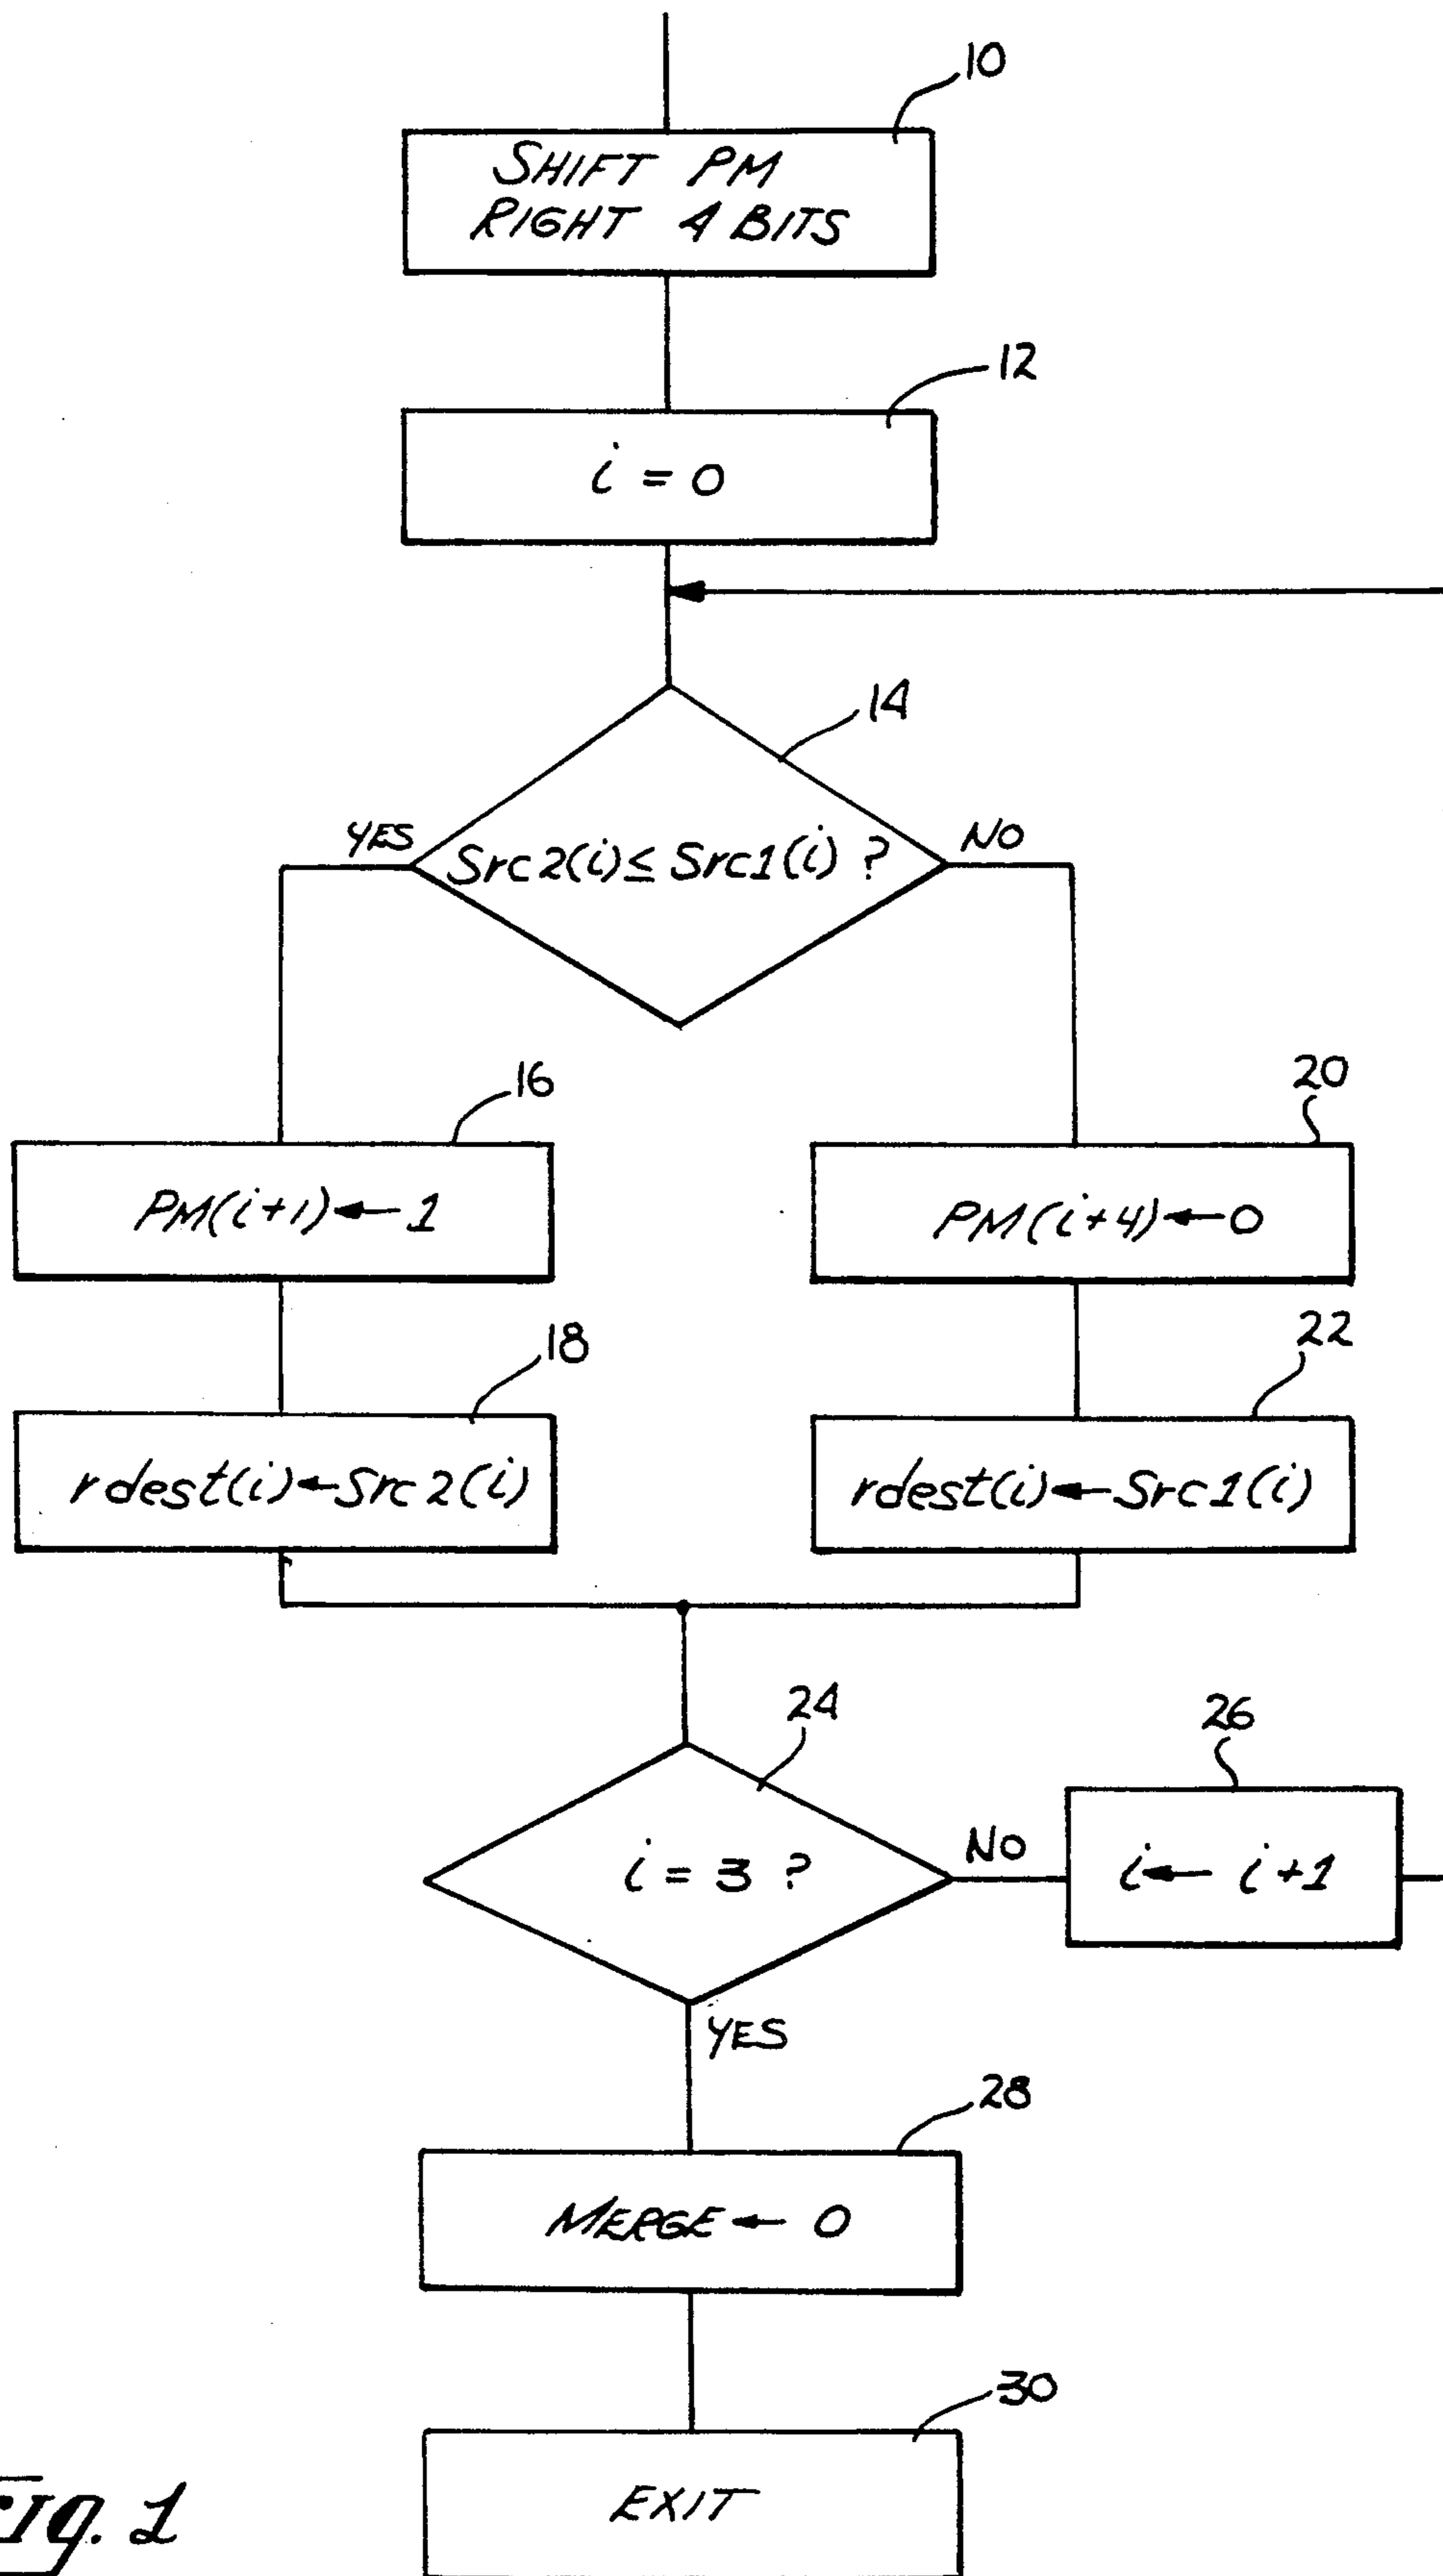 10
SHIFT PM
RIGHT 4 BITS
12
i = 0
14
YES
Src2(i) ≤ Src1(i) ?
NO
16
PM(i+1) ← 1
20
PM(i+4) ← 0
18
rdest(i) ← Src2(i)
22
rdest(i) ← Src1(i)
24
i = 3 ?
NO
26
i ← i+1
YES
28
MERGE ← 0
30
EXIT
FIG. 1